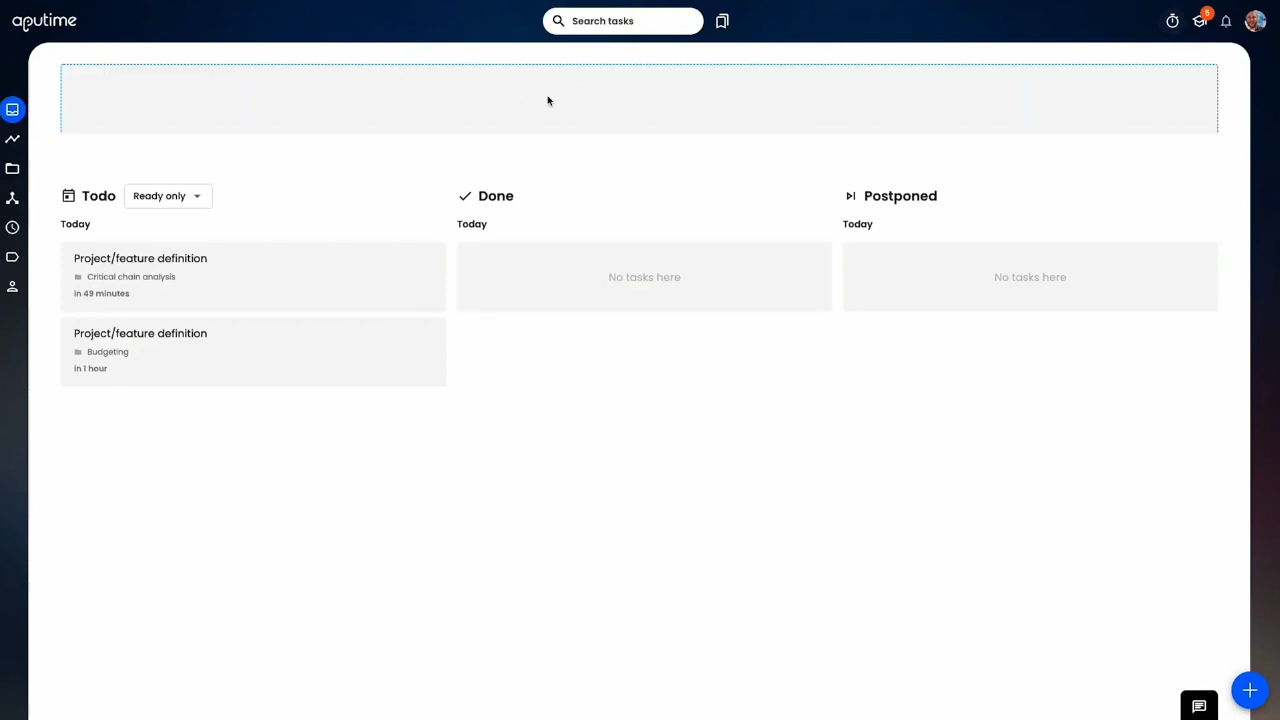 aputime
Search tasks
5
Todo
Ready only
Today
Project/feature definition
Critical chain analysis
in 49 minutes
Project/feature definition
Budgeting
in 1 hour
Done
Today
No tasks here
Postponed
Today
No tasks here